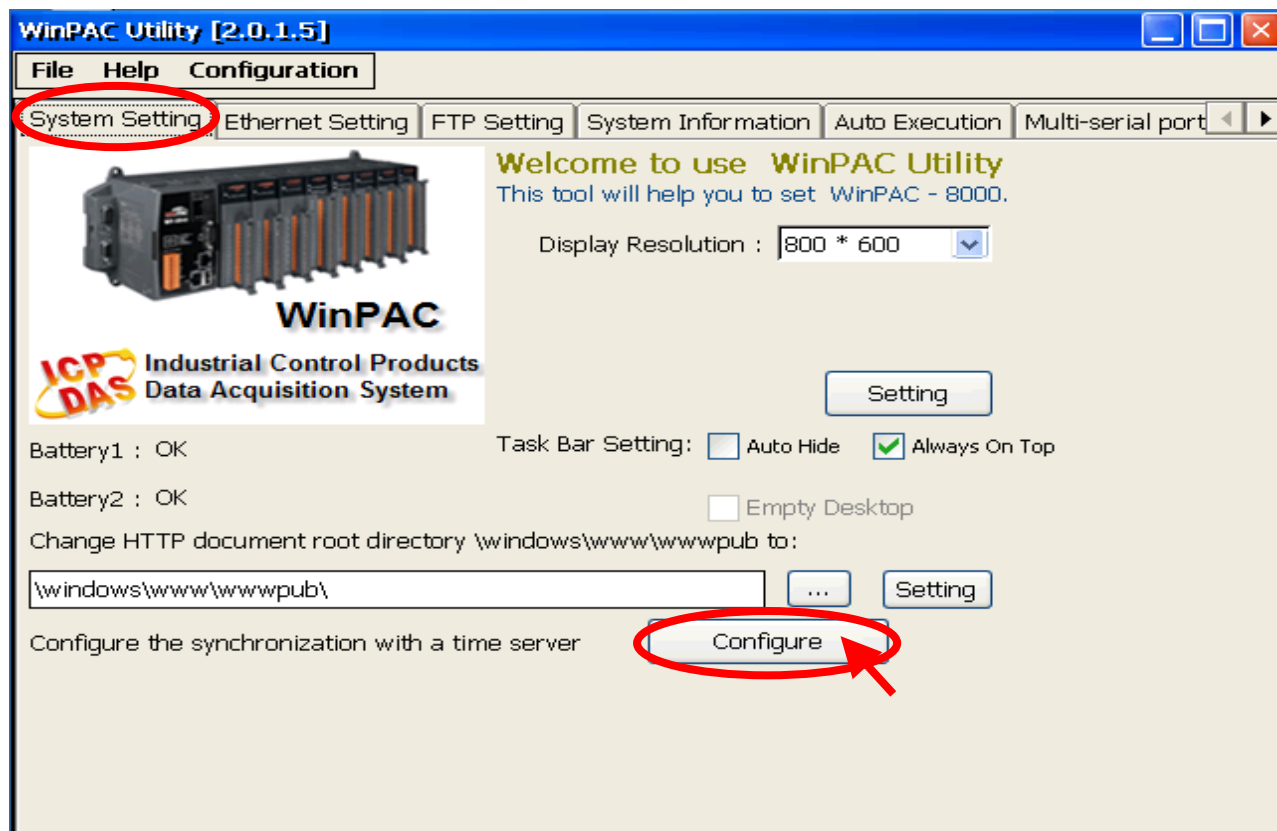 WinPAC Utility [2.0.1.5]
File Help Configuration
System Setting Ethernet Setting FTP Setting System Information Auto Execution Multi-serial port
Welcome to use WinPAC Utility
This tool will help you to set WinPAC - 8000.
Display Resolution : 800 * 600
WinPAC
ICP DAS
Industrial Control Products
Data Acquisition System
Setting
Battery1 : OK
Task Bar Setting: Auto Hide Always On Top
Battery2 : OK
Empty Desktop
Change HTTP document root directory \windows\www\wwwpub to:
\windows\www\wwwpub\ ... Setting
Configure the synchronization with a time server Configure